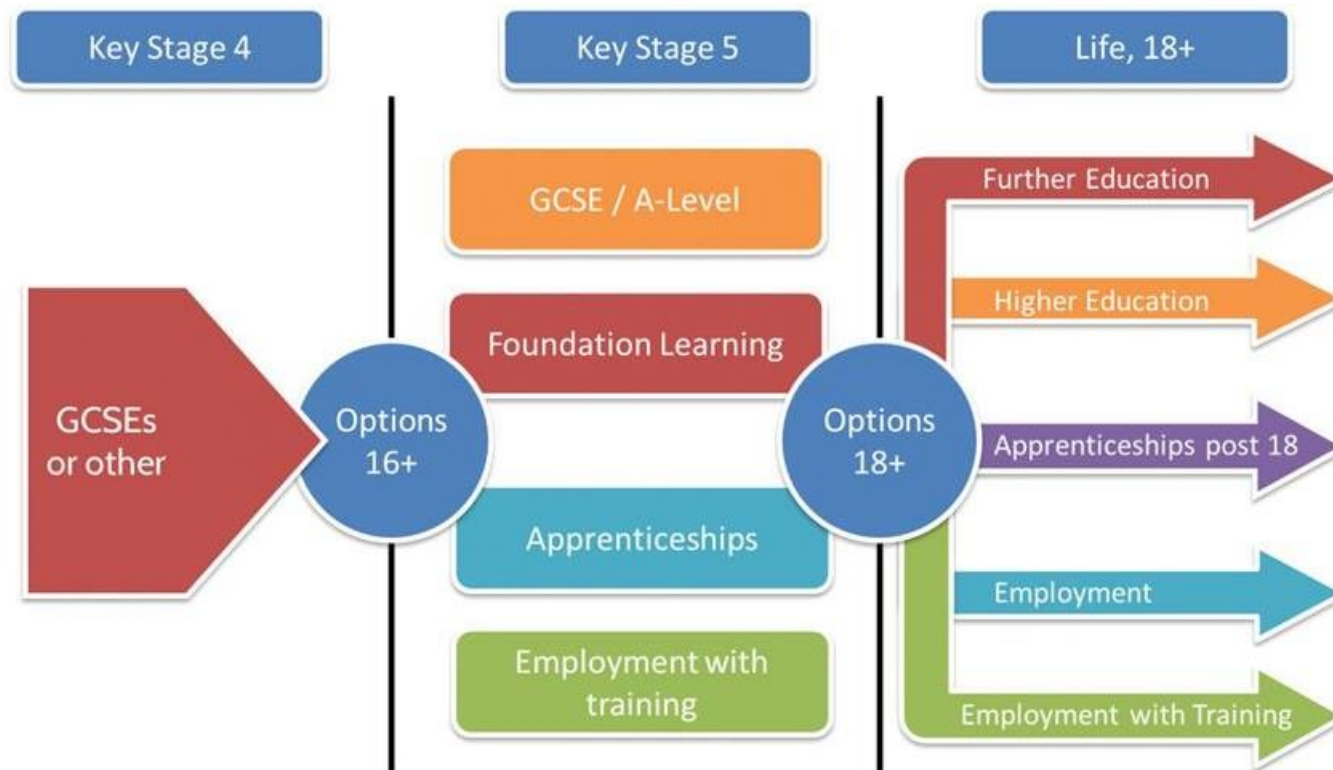 Key Stage 4
Key Stage 5
Life, 18+
GCSEs
or other
Options
16+
GCSE / A-Level
Foundation Learning
Apprenticeships
Employment with
training
Options
18+
Further Education
Higher Education
Apprenticeships post 18
Employment
Employment with Training